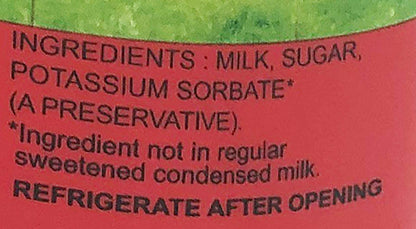 INGREDIENTS : MILK, SUGAR,
POTASSIUM SORBATE*
(A PRESERVATIVE).
*Ingredient not in regular
sweetened condensed milk.
REFRIGERATE AFTER OPENING